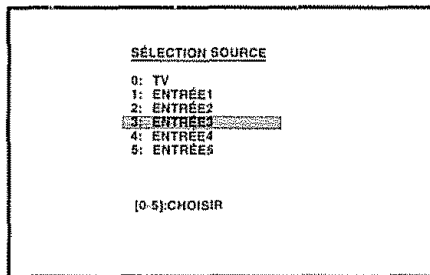 SÉLECTION SOURCE
0: TV
1: ENTRÉE1
2: ENTRÉE2
3: ENTRÉE3
4: ENTRÉE4
5: ENTRÉE5
[0-5]:CHOISIR